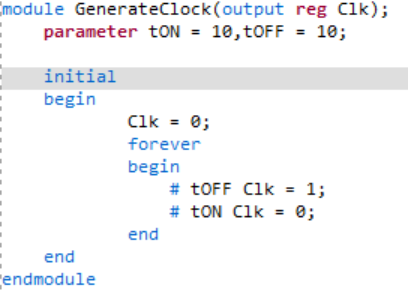 module GenerateClock(output reg Clk);
parameter tON = 10,tOFF = 10;
initial
begin
Clk = 0;
forever
begin
# tOFF Clk = 1;
# tON Clk = 0;
end
end
endmodule